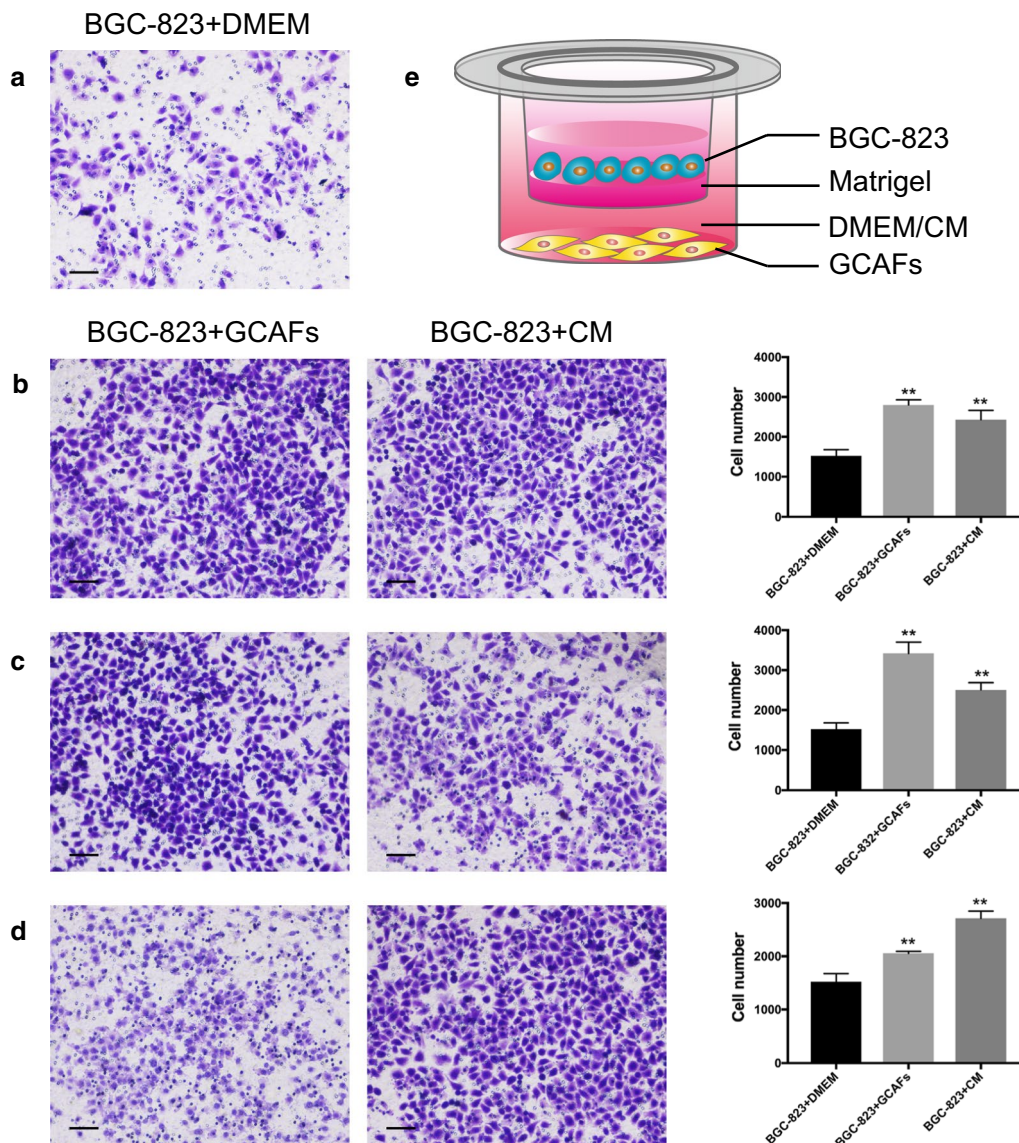 BGC-823+DMEM
a
e
BGC-823
Matrigel
DMEM/CM
GCAFs
BGC-823+GCAFs
BGC-823+CM
b
Cell number
4000
3000
2000
1000
0
**
**
BGC-823+DMEM
BGC-823+GCAFs
BGC-823+CM
c
Cell number
4000
3000
2000
1000
0
**
**
BGC-823+DMEM
BGC-832+GCAFs
BGC-823+CM
d
Cell number
3000
2000
1000
0
**
**
BGC-823+DMEM
BGC-823+GCAFs
BGC-823+CM